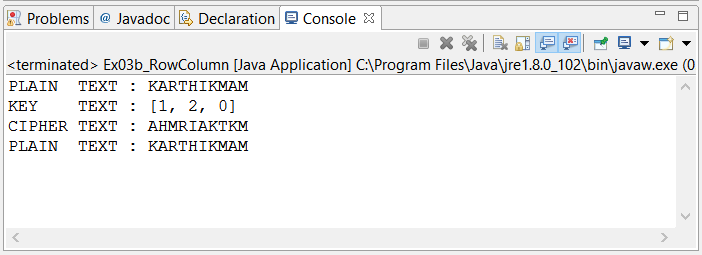 Problems @ Javadoc Declaration Console
<terminated> Ex03b_RowColumn [Java Application] C:\Program Files\Java\jre1.8.0_102\bin\javaw.exe (0
PLAIN  TEXT : KARTHIKMAM
KEY    TEXT : [1, 2, 0]
CIPHER TEXT : AHMRIAKTKM
PLAIN  TEXT : KARTHIKMAM